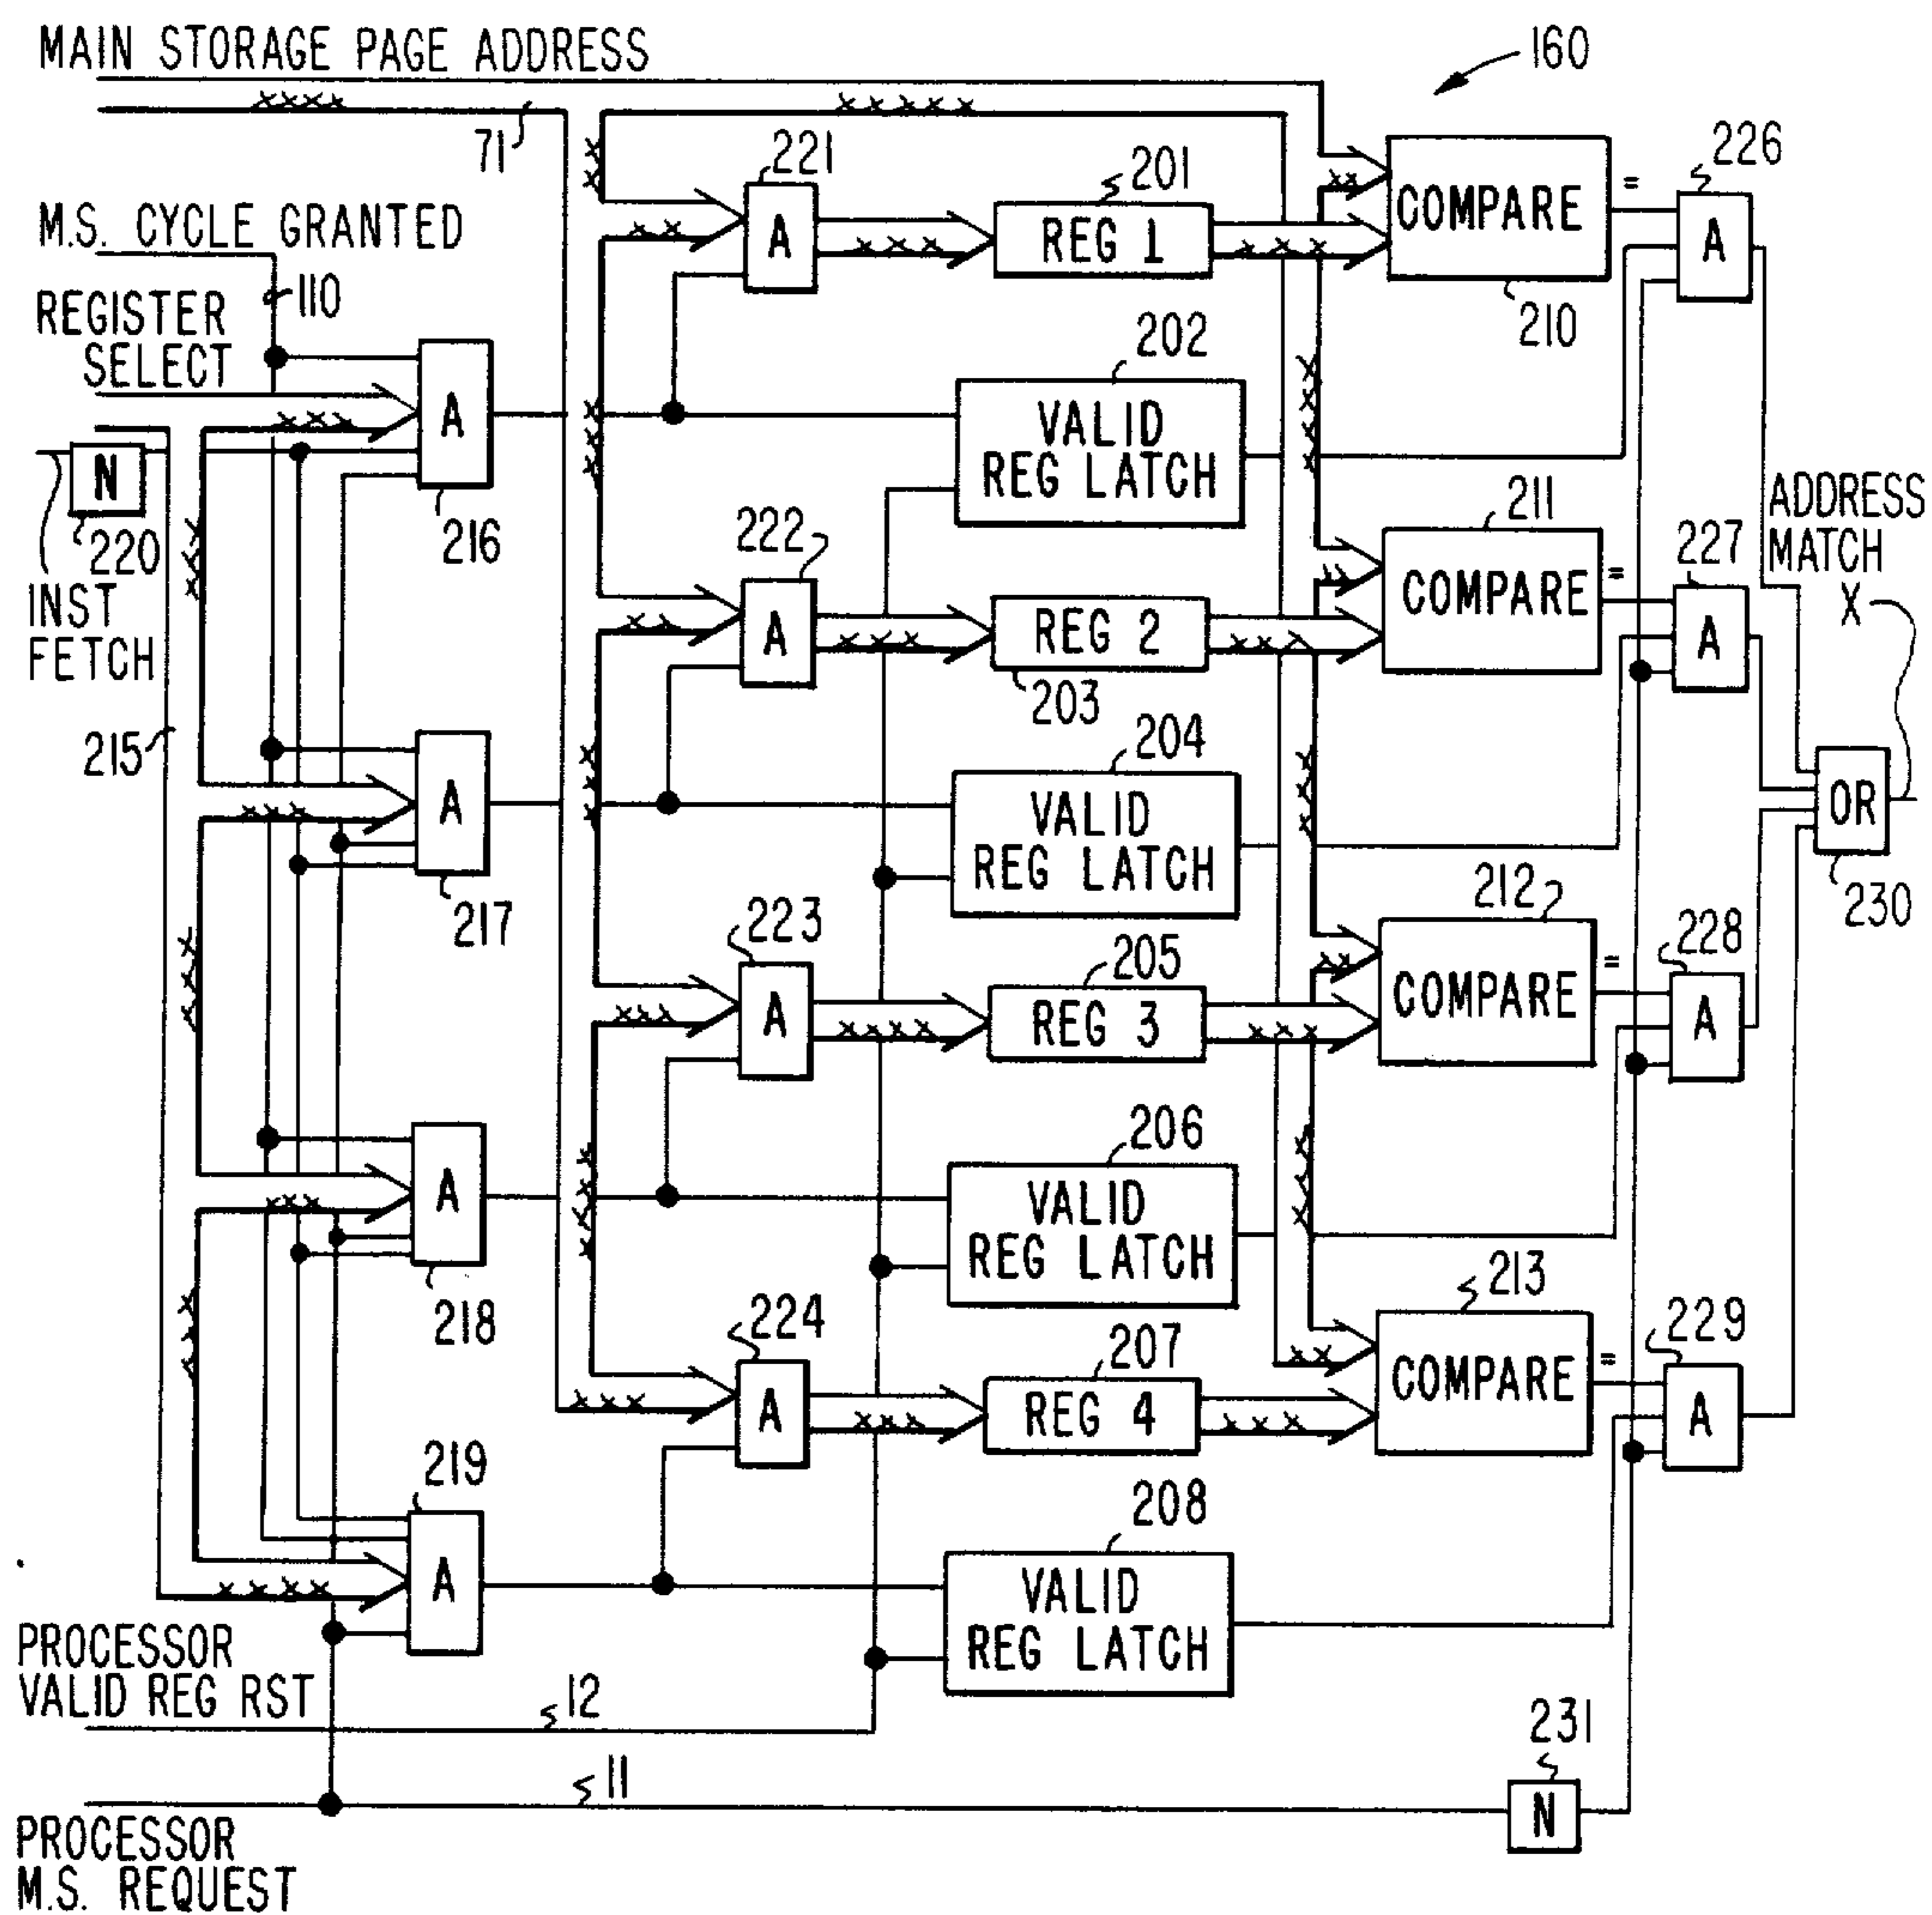 MAIN STORAGE PAGE ADDRESS
160
71
221
201
226
M.S. CYCLE GRANTED
A
REG 1
COMPARE
=
A
110
REGISTER
SELECT
210
202
A
VALID
REG LATCH
N
220
216
222
211
ADDRESS
MATCH
X
227
INST
FETCH
A
REG 2
COMPARE
=
A
203
215
204
A
VALID
REG LATCH
OR
217
212
230
223
205
228
A
REG 3
COMPARE
=
A
206
A
VALID
REG LATCH
218
213
224
207
229
A
REG 4
COMPARE
=
A
219
208
A
VALID
REG LATCH
PROCESSOR
VALID REG RST
12
231
11
N
PROCESSOR
M.S. REQUEST